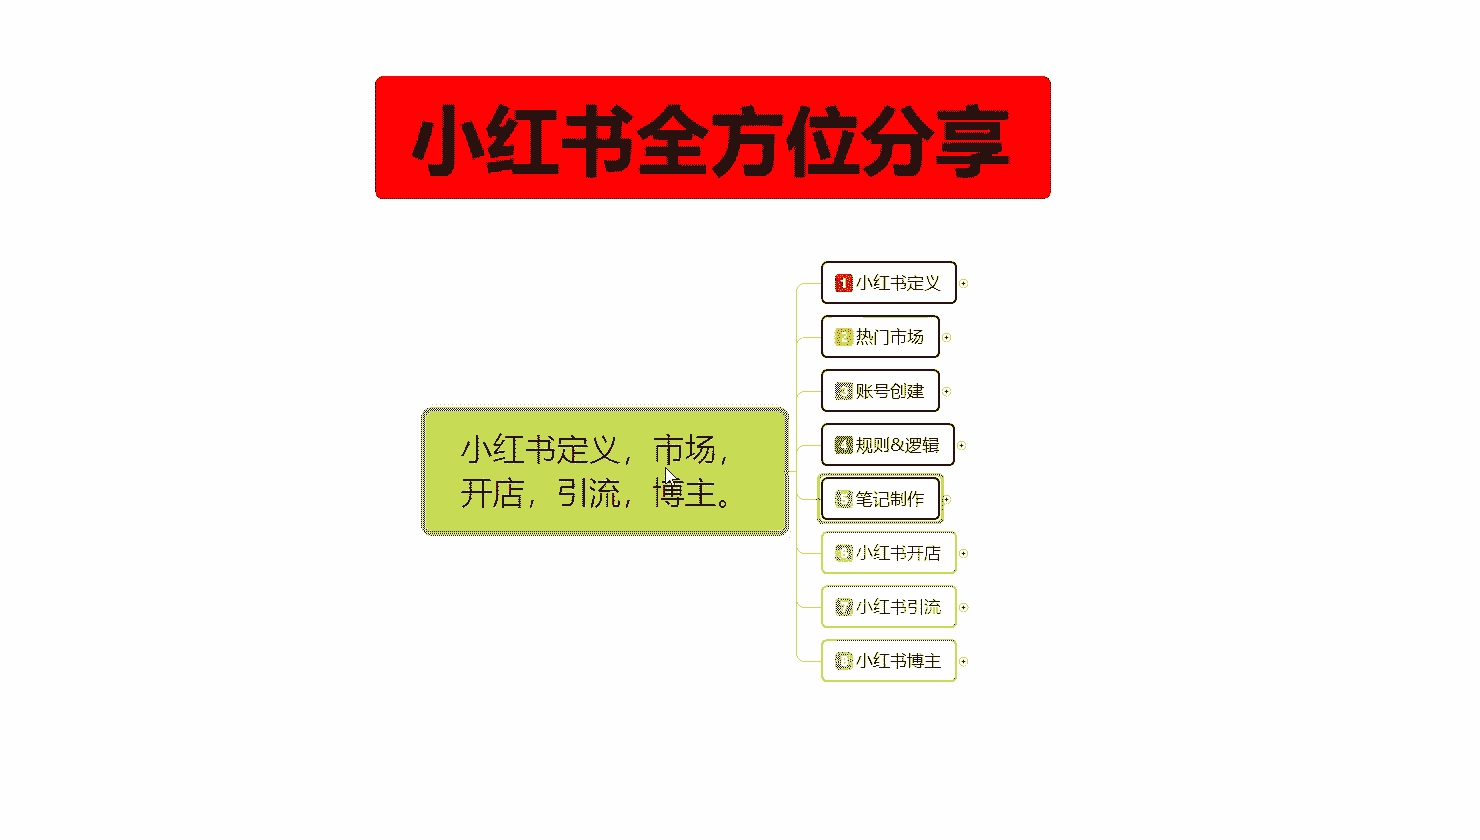 小红书全方位分享
小红书定义，市场，
开店，引流，博主。
1 小红书定义
2 热门市场
3 账号创建
4 规则&逻辑
5 笔记制作
6 小红书开店
7 小红书引流
8 小红书博主